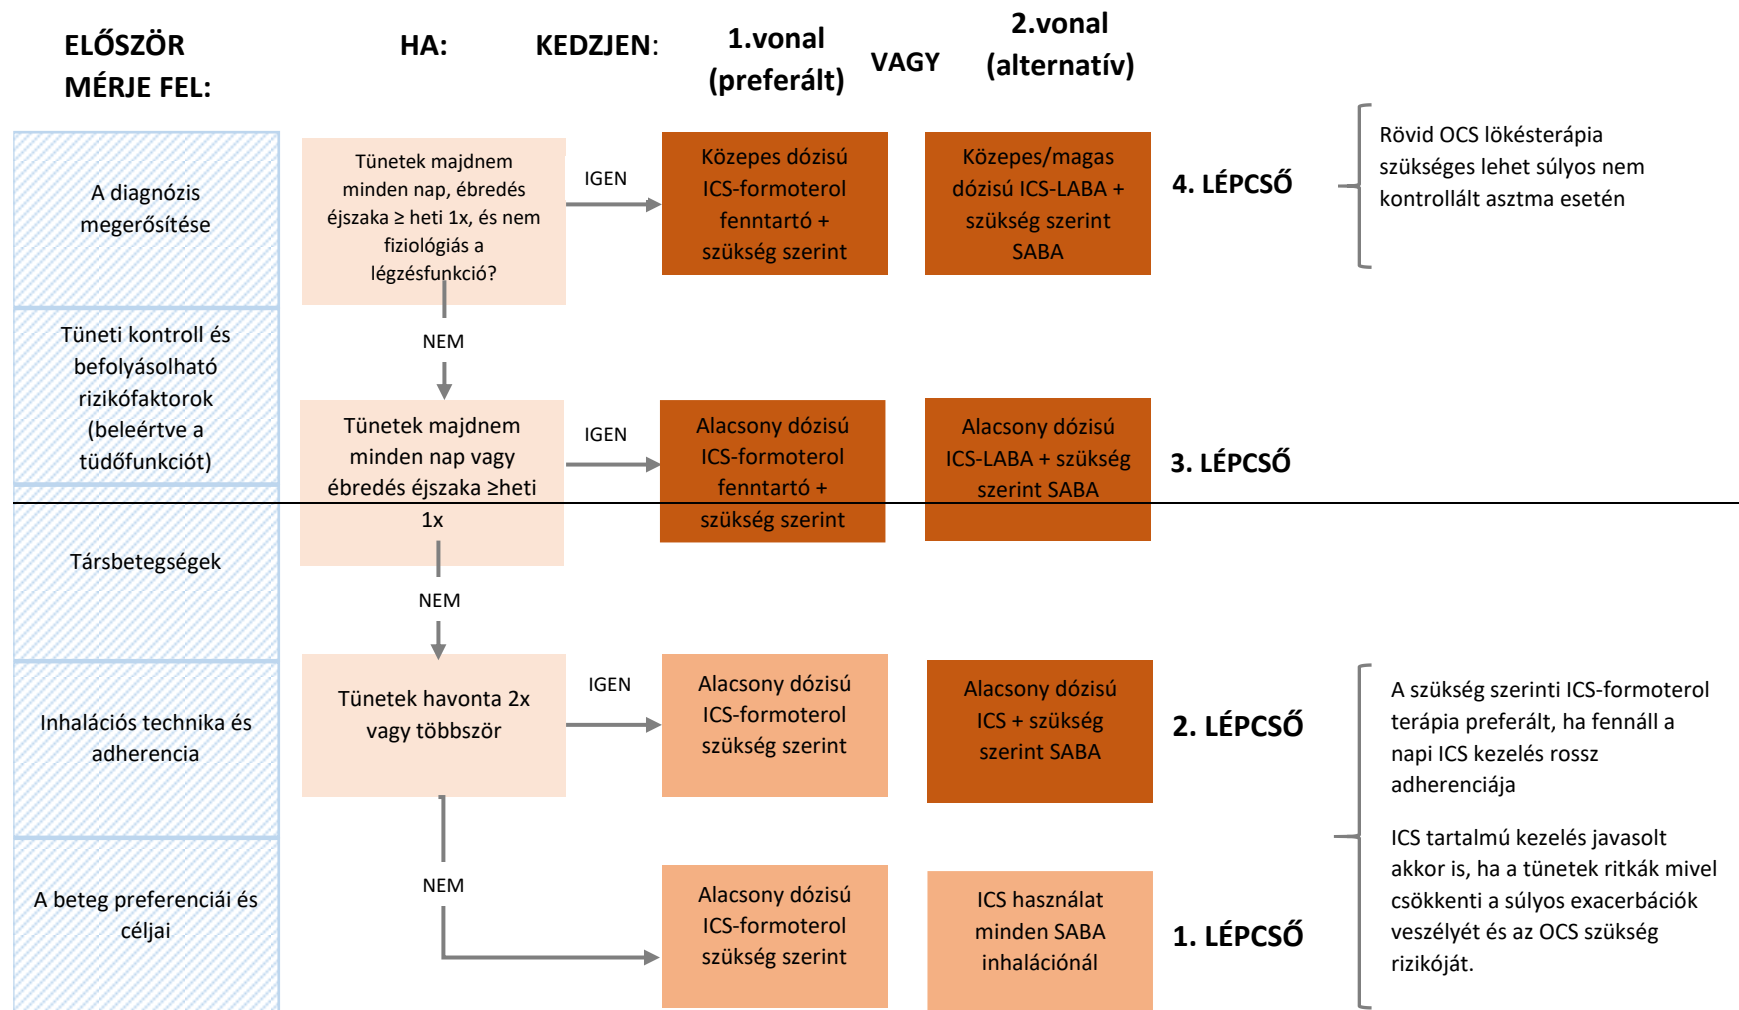 ELŐSZÖR
MÉRJE FEL:
HA:
KEDZJEN:
1.vonal
(preferált)
VAGY
2.vonal
(alternatív)
A diagnózis
megerősítése
Tüneti kontroll és
befolyásolható
rizikófaktorok
(beleértve a
tüdőfunkciót)
Társbetegségek
Inhalációs technika és
adherencia
A beteg preferenciái és
céljai
Tünetek majdnem
minden nap, ébredés
éjszaka ≥ heti 1x, és nem
fiziológiás a
légzésfunkció?
IGEN
Közepes dózisú
ICS-formoterol
fenntartó +
szükség szerint
Közepes/magas
dózisú ICS-LABA +
szükség szerint
SABA
4. LÉPCSŐ
Rövid OCS lökésterápia
szükséges lehet súlyos nem
kontrollált asztma esetén
NEM
Tünetek majdnem
minden nap vagy
ébredés éjszaka ≥heti
1x
IGEN
Alacsony dózisú
ICS-formoterol
fenntartó +
szükség szerint
Alacsony dózisú
ICS-LABA + szükség
szerint SABA
3. LÉPCSŐ
NEM
Tünetek havonta 2x
vagy többször
IGEN
Alacsony dózisú
ICS-formoterol
szükség szerint
Alacsony dózisú
ICS + szükség
szerint SABA
2. LÉPCSŐ
A szükség szerinti ICS-formoterol
terápia preferált, ha fennáll a
napi ICS kezelés rossz
adherenciája
NEM
Alacsony dózisú
ICS-formoterol
szükség szerint
ICS használat
minden SABA
inhalációnál
1. LÉPCSŐ
ICS tartalmú kezelés javasolt
akkor is, ha a tünetek ritkák mivel
csökkenti a súlyos exacerbációk
veszélyét és az OCS szükség
rizikóját.